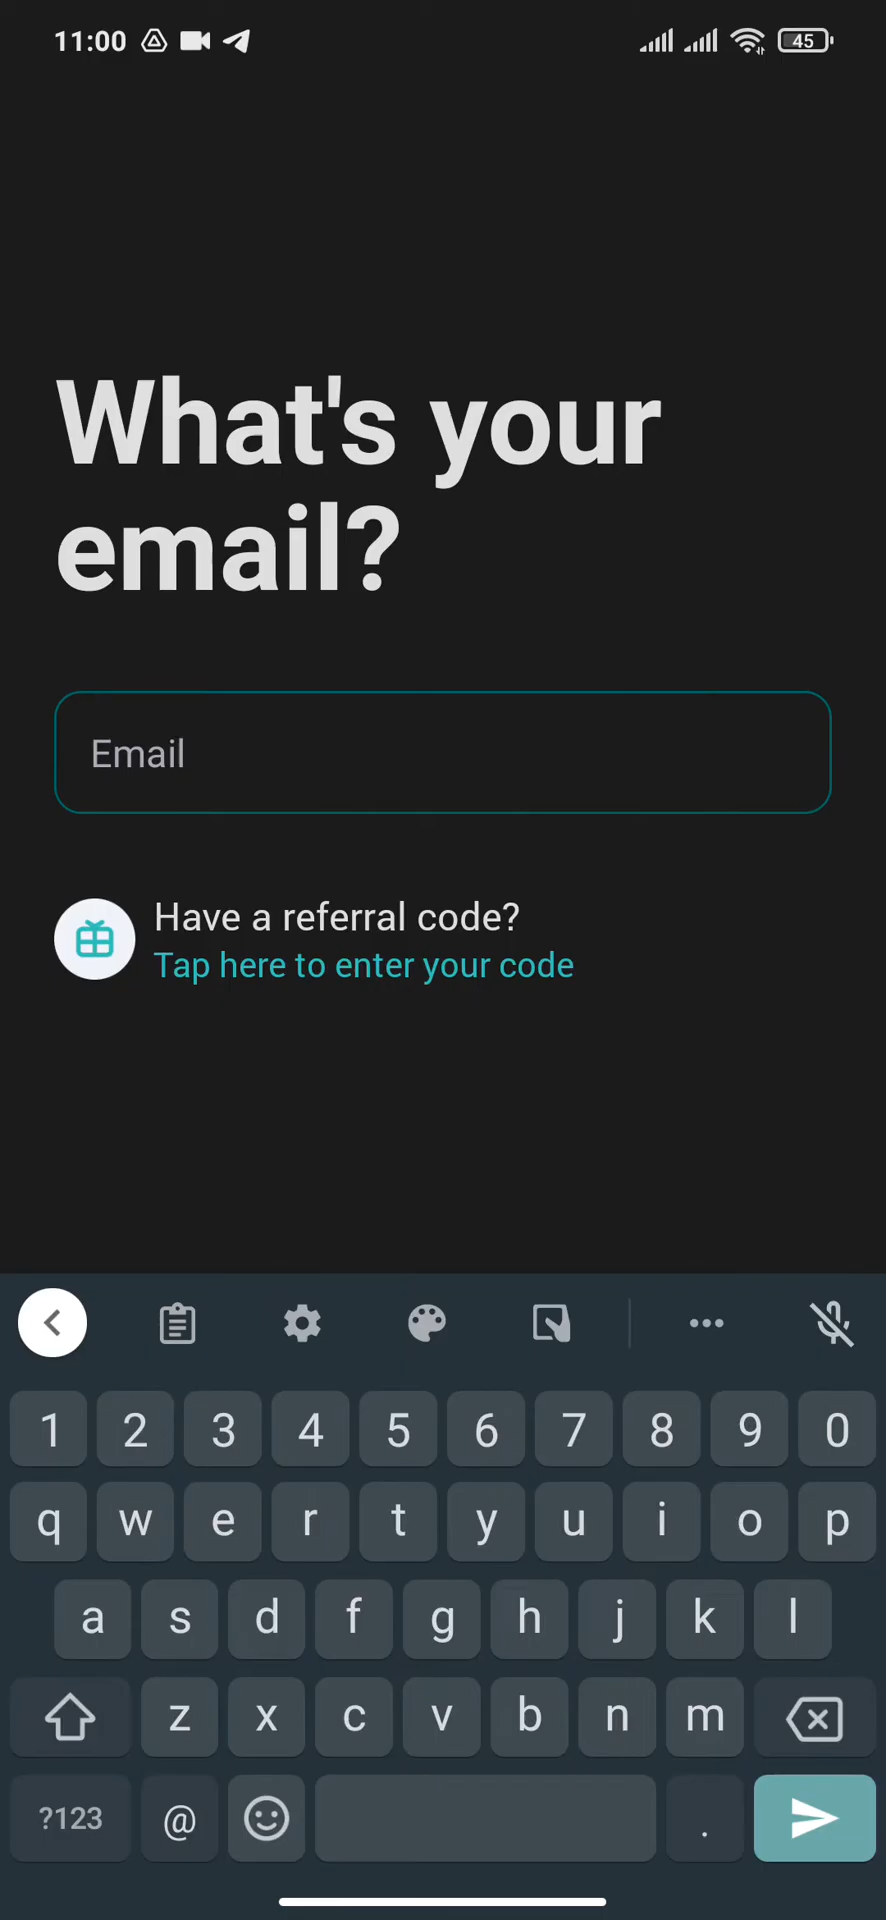 11:00
45
What's your
email?
Email
Have a referral code?
Tap here to enter your code
1 2 3 4 5 6 7 8 9 0
q w e r t y u i o p
a s d f g h j k l
z x c v b n m
?123 @ .